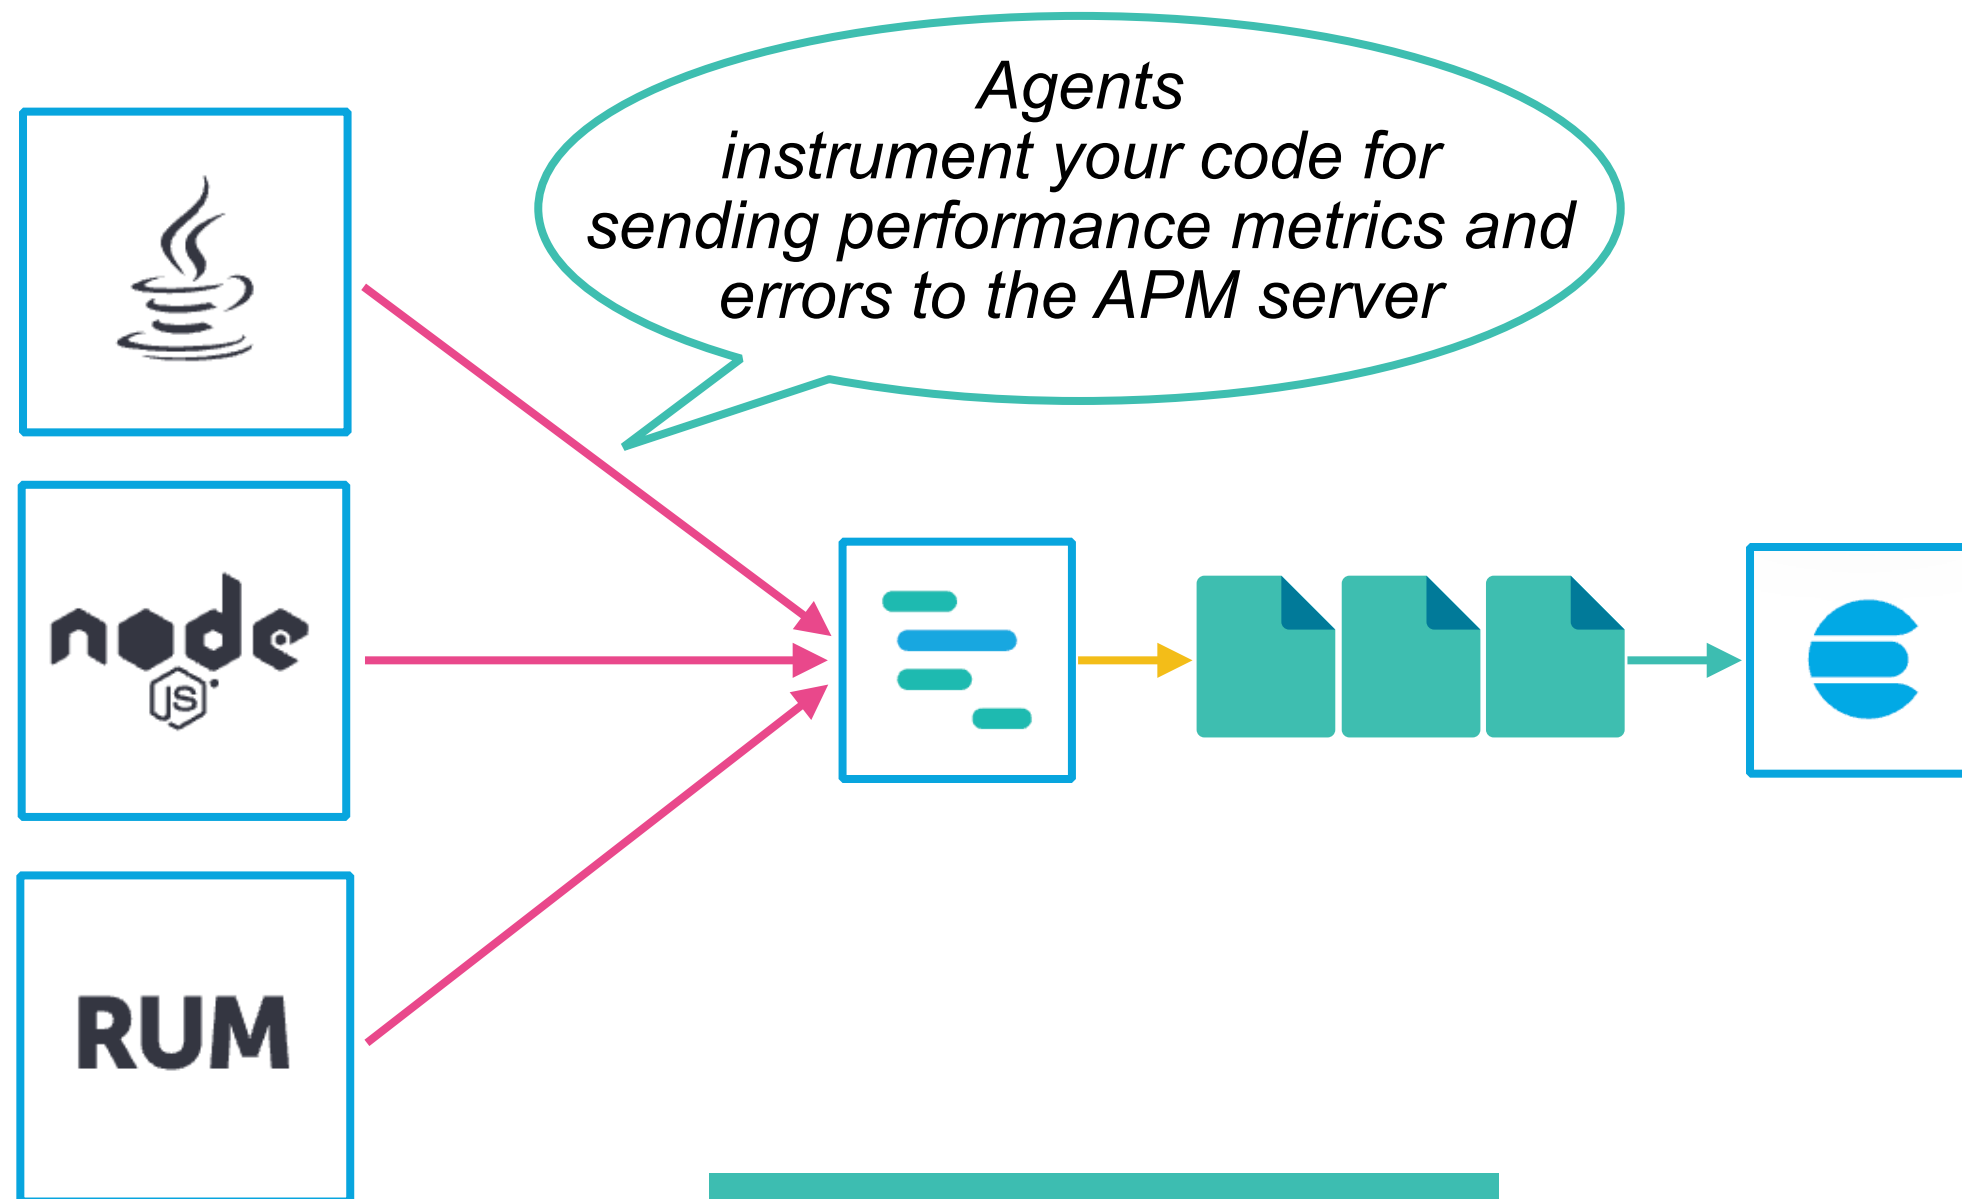 Agents
instrument your code for
sending performance metrics and
errors to the APM server
node
JS
RUM